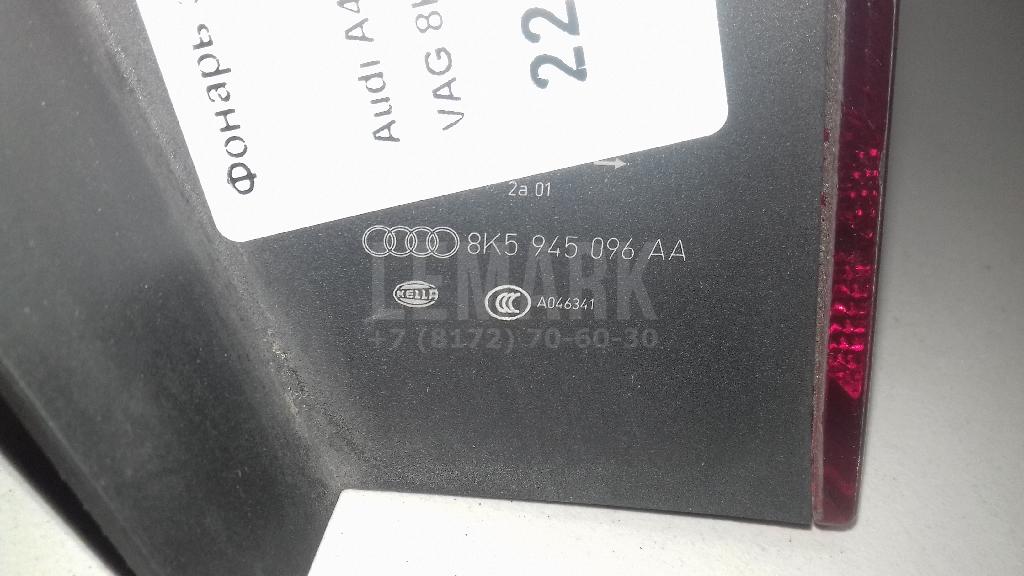 фонарь
Audi A4
VAG 8K
22
2a.01
8K5 945 096 AA
HELLA
CCC A046341
LEMARK
+7 (8172) 70-60-30